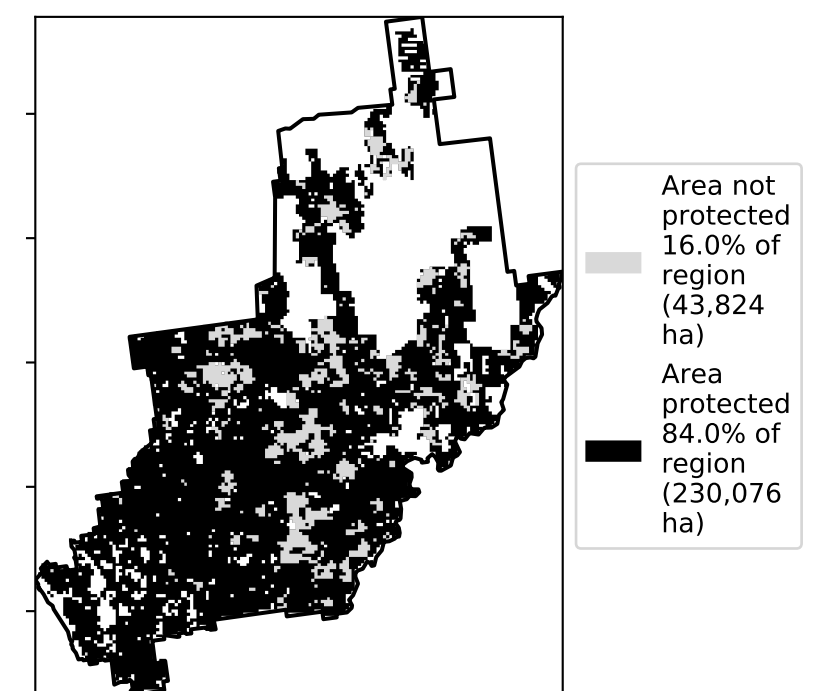 Area not
protected
16.0% of
region
(43,824
ha)
Area
protected
84.0% of
region
(230,076
ha)